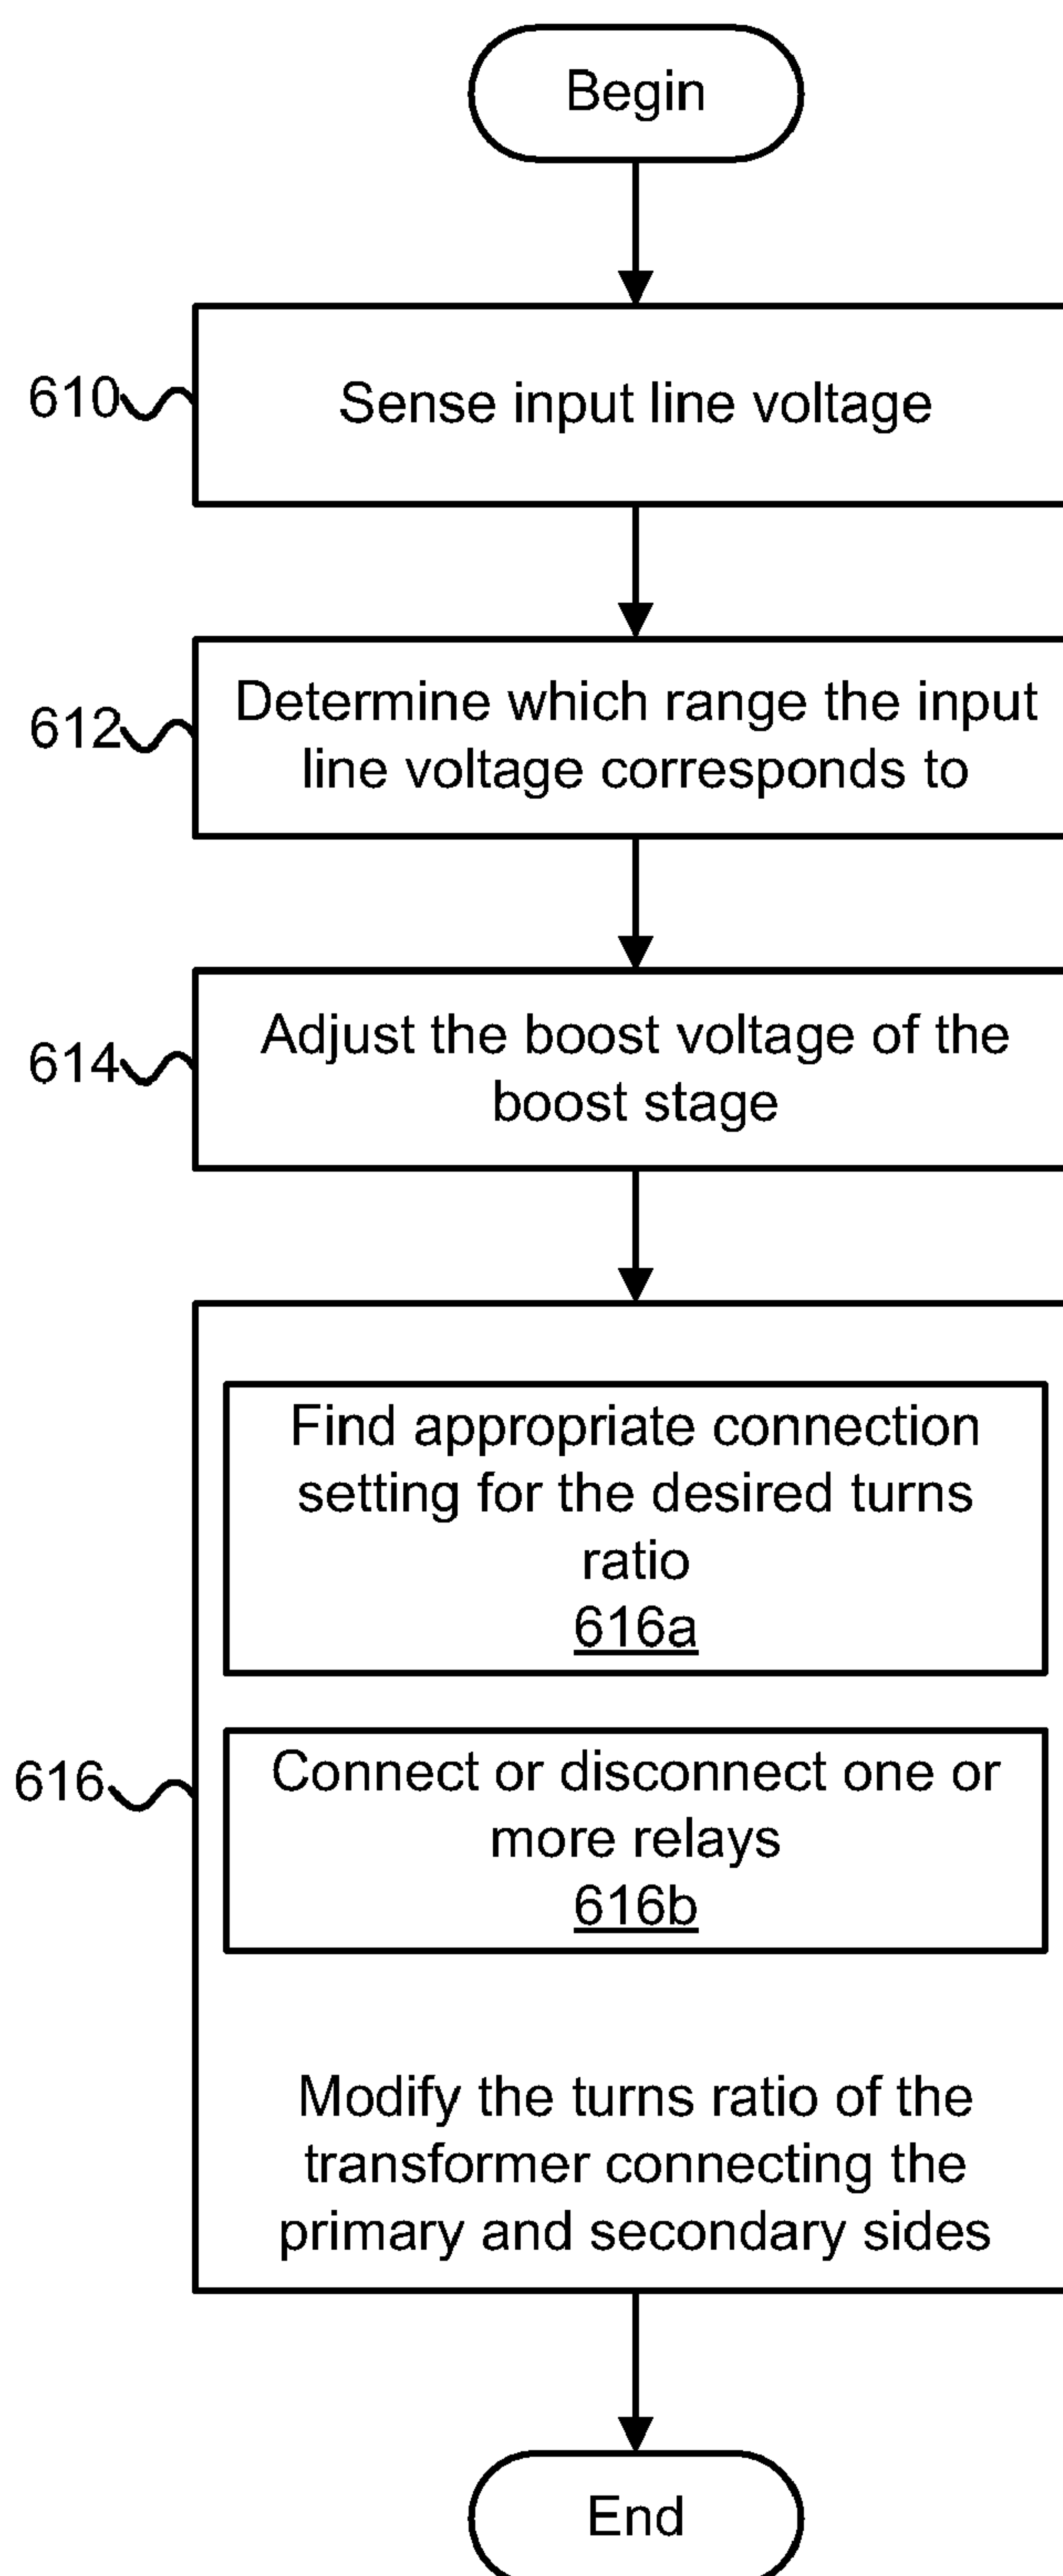 Begin
610
Sense input line voltage
612
Determine which range the input
line voltage corresponds to
614
Adjust the boost voltage of the
boost stage
Find appropriate connection
setting for the desired turns
ratio
616a
616
Connect or disconnect one or
more relays
616b
Modify the turns ratio of the
transformer connecting the
primary and secondary sides
End